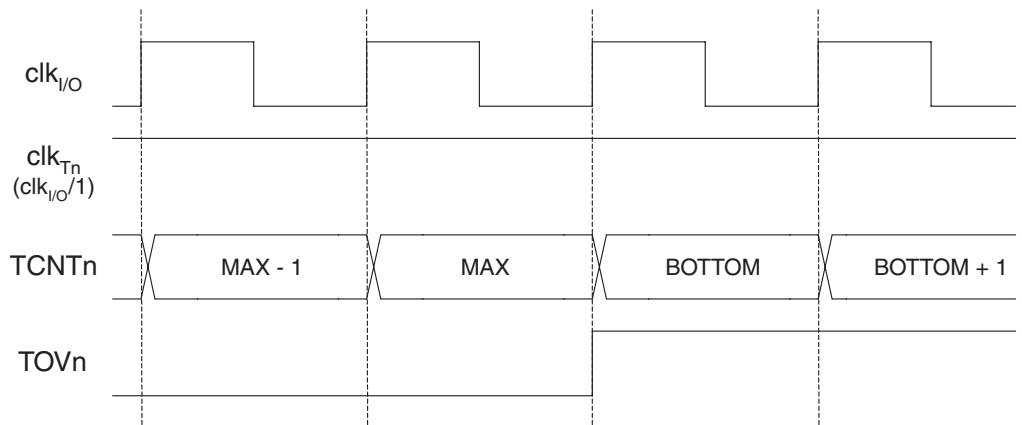 clkI/O
clkTn
(clkI/O/1)
TCNTn
MAX - 1
MAX
BOTTOM
BOTTOM + 1
TOVn